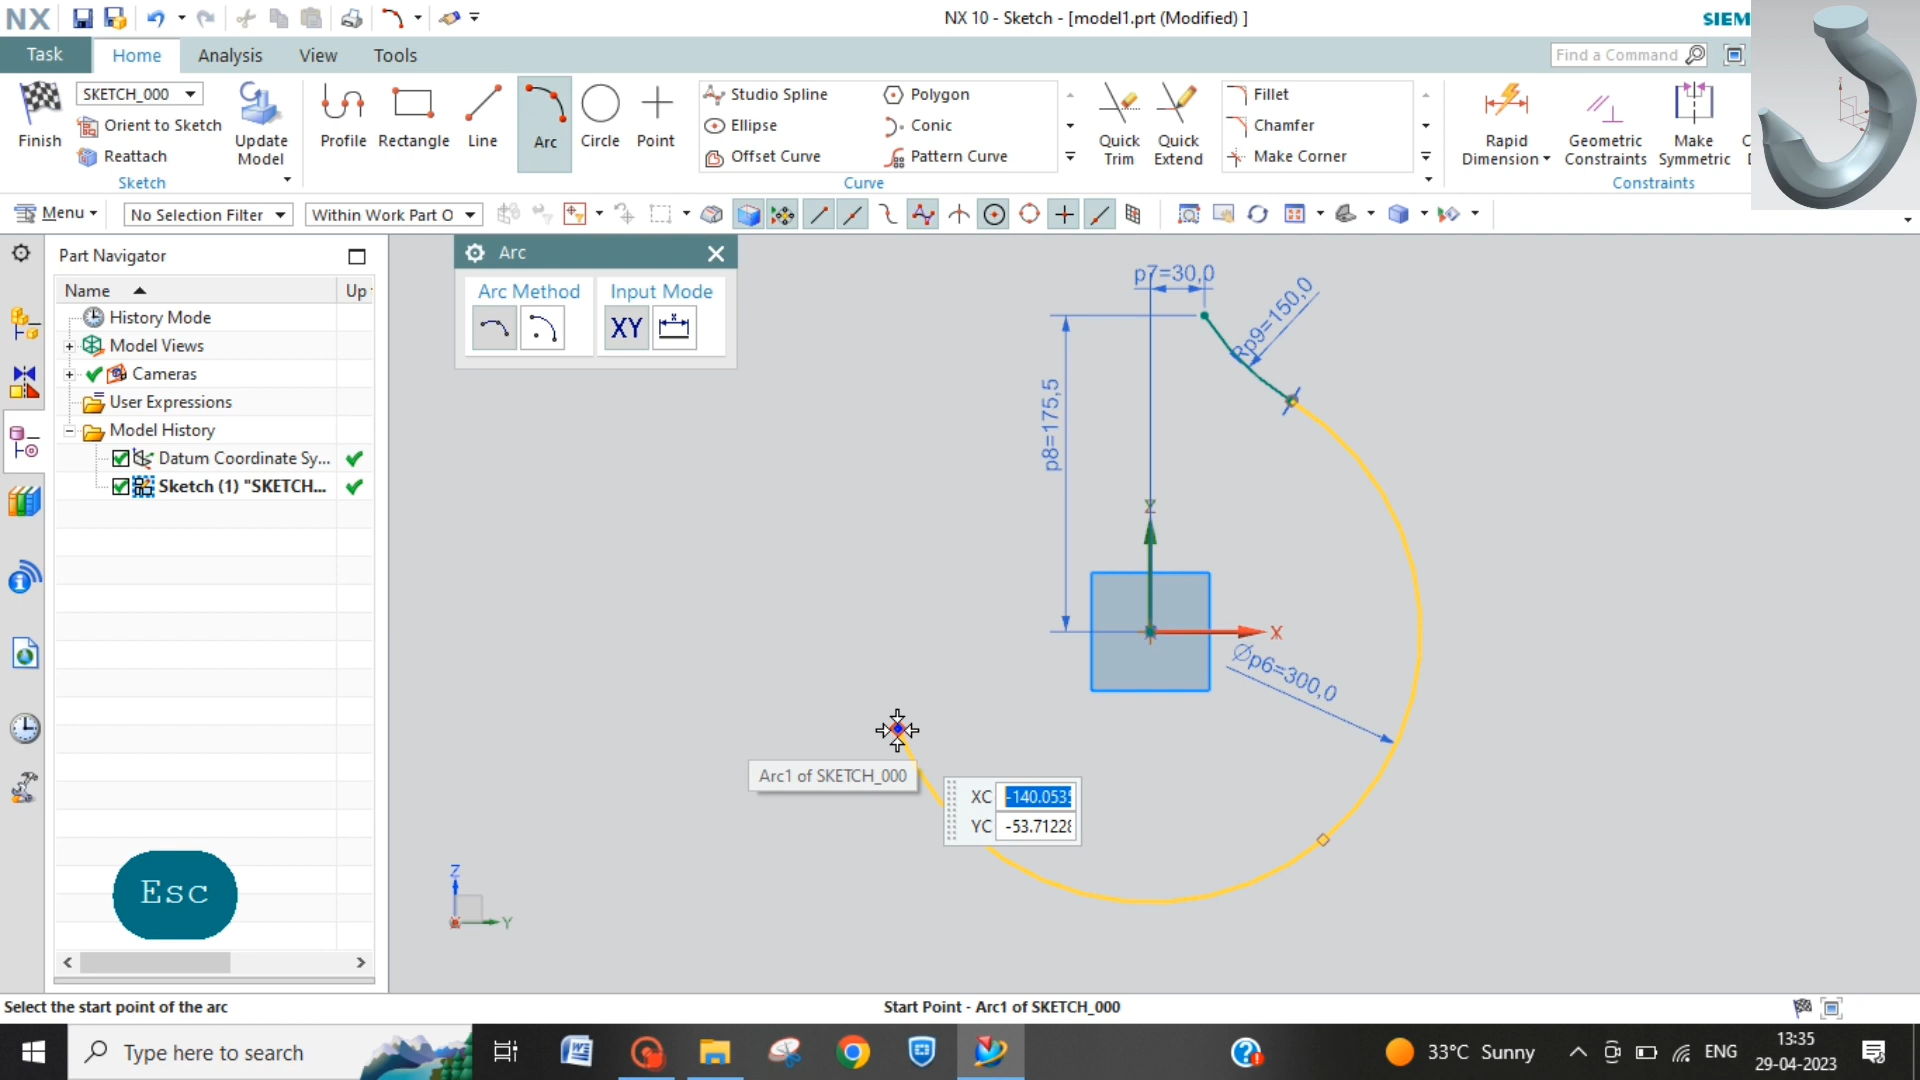 NX
NX 10 - Sketch - [model1.prt (Modified) ]
SIEM
Task
Home
Analysis
View
Tools
Find a Command
Finish
SKETCH_000
Orient to Sketch
Reattach
Update
Model
Sketch
Profile
Rectangle
Line
Arc
Circle
Point
Studio Spline
Ellipse
Offset Curve
Polygon
Conic
Pattern Curve
Curve
Quick
Trim
Quick
Extend
Fillet
Chamfer
Make Corner
Rapid
Dimension
Geometric
Constraints
Make
Symmetric
Constraints
Menu
No Selection Filter
Within Work Part O
Part Navigator
Name
Up
History Mode
Model Views
Cameras
User Expressions
Model History
Datum Coordinate Sy...
Sketch (1) "SKETCH...
Arc
Arc Method
Input Mode
XY
p7=30,0
Rp9=150,0
p8=175,5
Z
X
Øp6=300,0
Arc1 of SKETCH_000
XC -140.0535
YC -53.71228
Z
Y
Esc
Select the start point of the arc
Start Point - Arc1 of SKETCH_000
Type here to search
33°C Sunny
ENG
13:35
29-04-2023